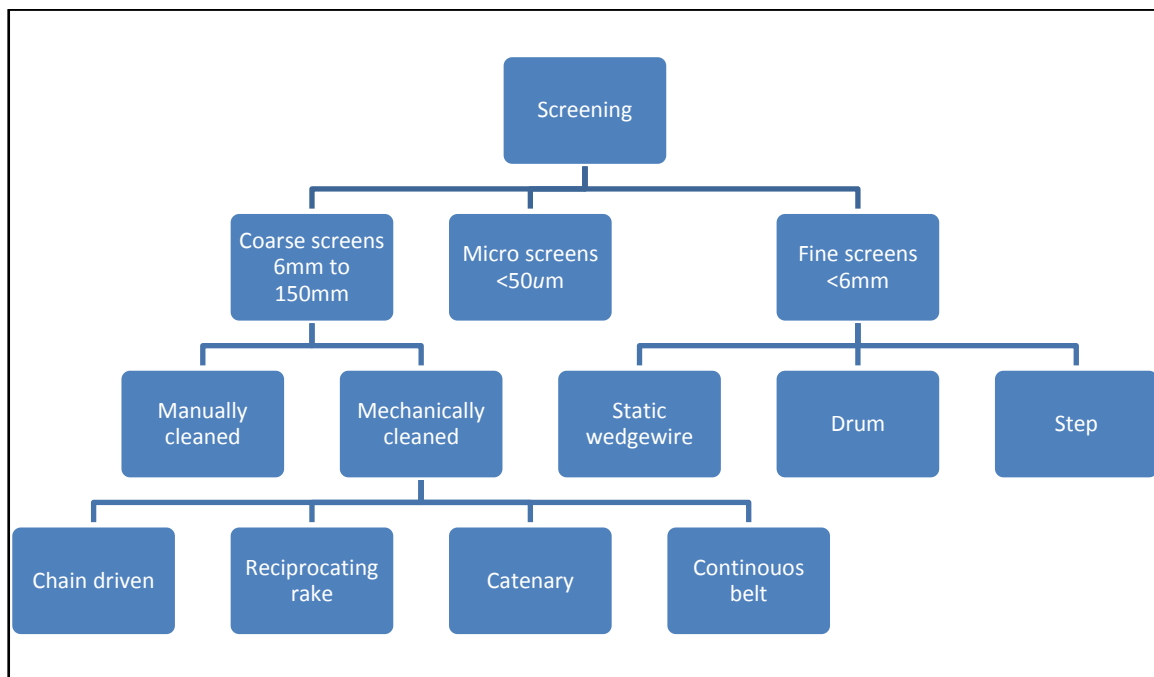 Screening
Coarse screens
6mm to
150mm
Micro screens
<50um
Fine screens
<6mm
Manually
cleaned
Mechanically
cleaned
Static
wedgewire
Drum
Step
Chain driven
Reciprocating
rake
Catenary
Continouos
belt